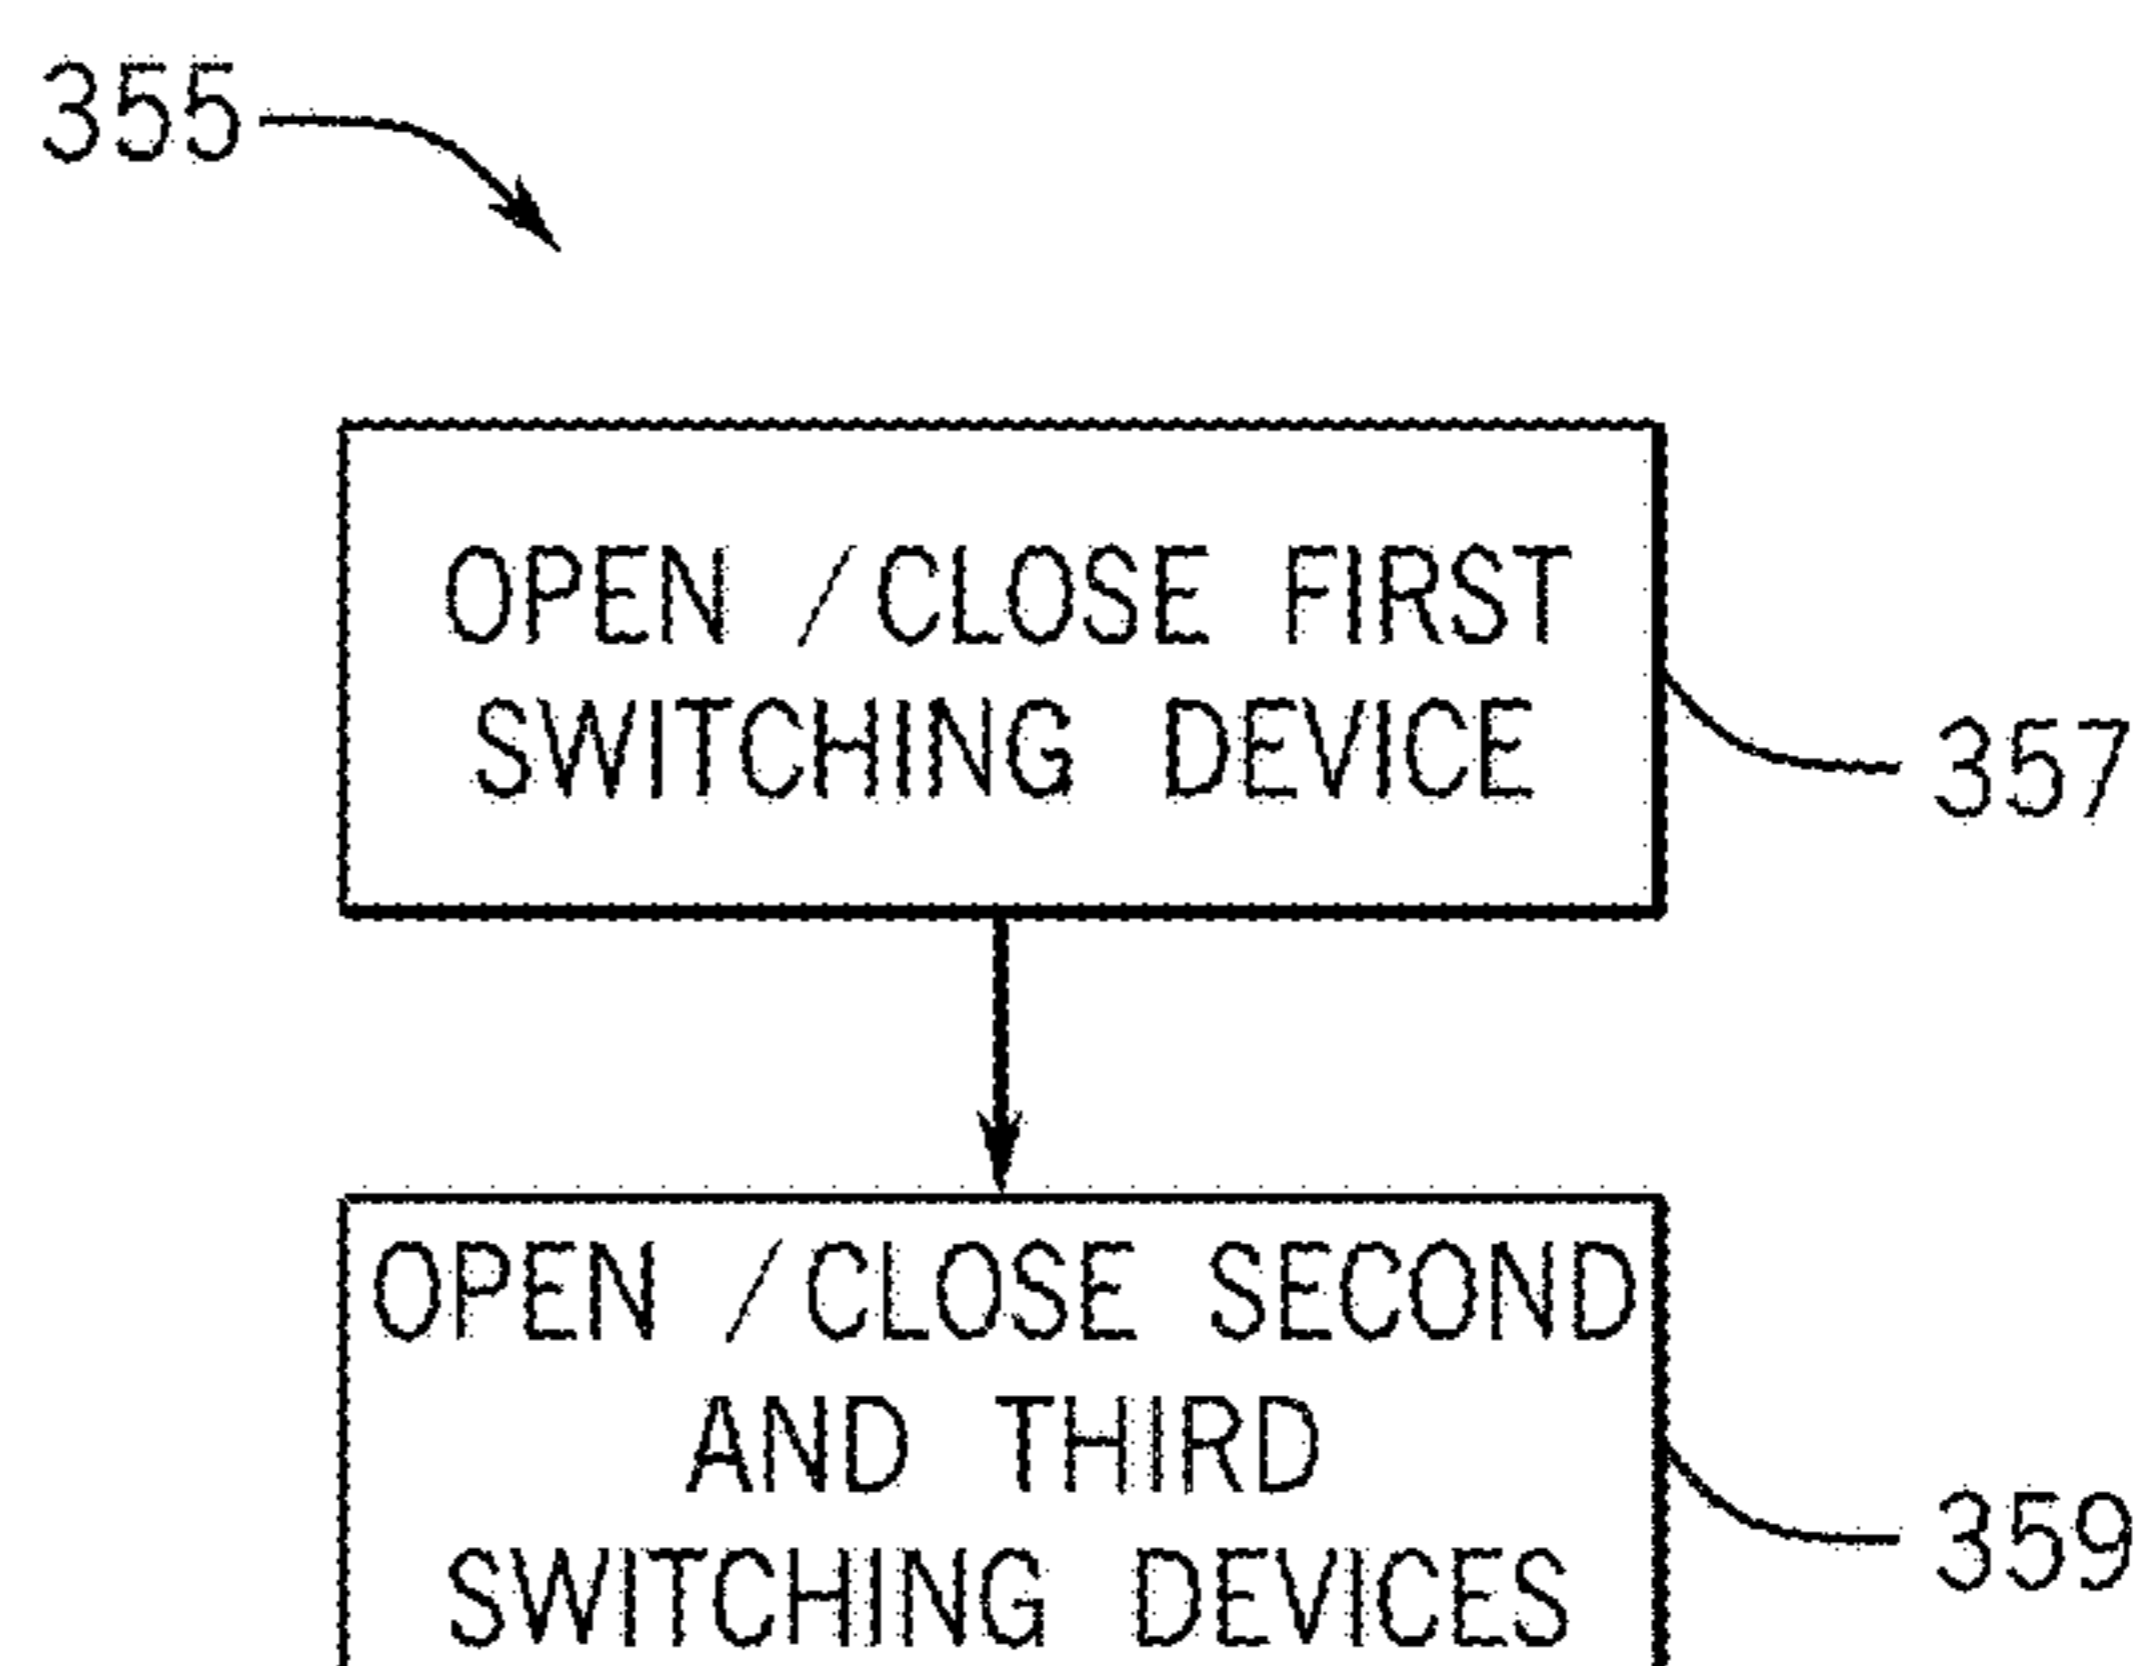 355
OPEN /CLOSE FIRST
SWITCHING DEVICE
357
OPEN /CLOSE SECOND
AND THIRD
SWITCHING DEVICES
359